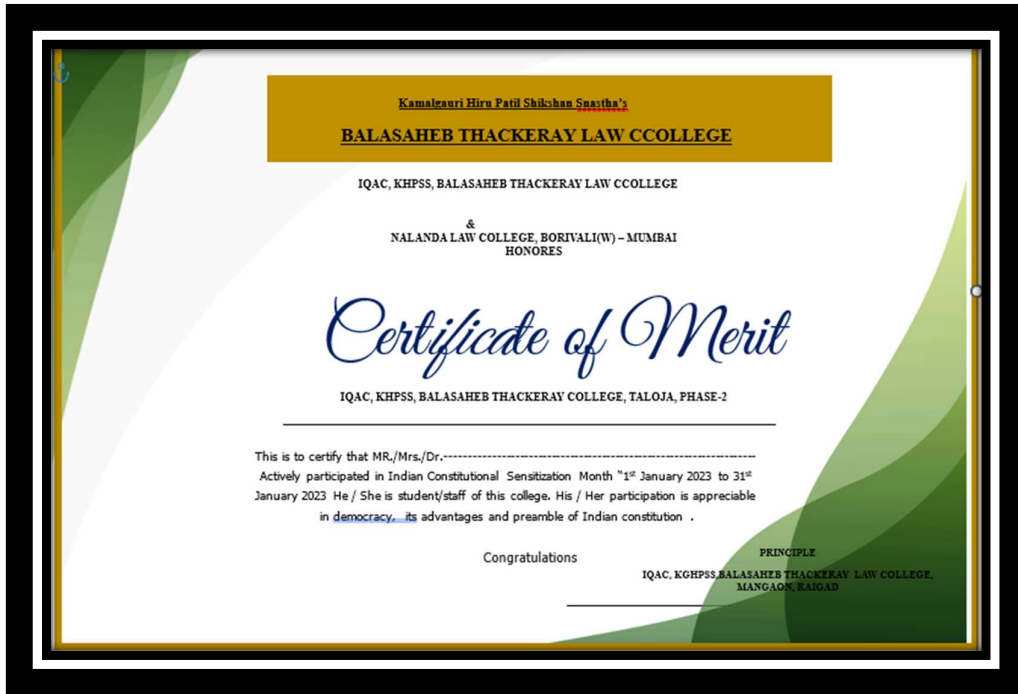 Kamalgauri Hiru Patil Shikshan Snastha's
BALASAHEB THACKERAY LAW CCOLLEGE
IQAC, KHPSS, BALASAHEB THACKERAY LAW CCOLLEGE
&
NALANDA LAW COLLEGE, BORIVALI(W) – MUMBAI
HONORES
Certificate of Merit
IQAC, KHPSS, BALASAHEB THACKERAY COLLEGE, TALOJA, PHASE-2
This is to certify that MR./Mrs./Dr.----------------------------------------------------
Actively participated in Indian Constitutional Sensitization Month "1st January 2023 to 31st
January 2023 He / She is student/staff of this college. His / Her participation is appreciable
in democracy, its advantages and preamble of Indian constitution .
Congratulations
PRINCIPLE
IQAC, KGHPSS,BALASAHEB THACKERAY LAW COLLEGE,
MANGAON, RAIGAD